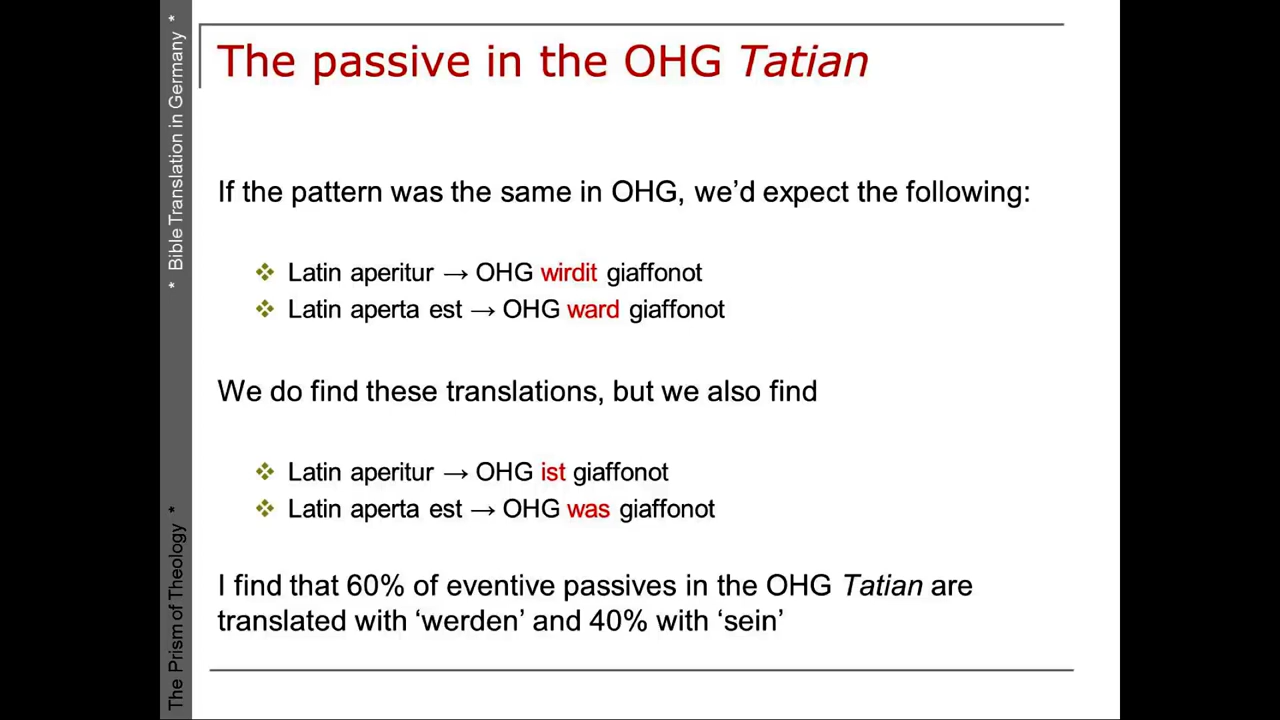 The passive in the OHG Tatian
If the pattern was the same in OHG, we’d expect the following:
❖ Latin aperitur → OHG wirdit giaffonot
❖ Latin aperta est → OHG ward giaffonot
We do find these translations, but we also find
❖ Latin aperitur → OHG ist giaffonot
❖ Latin aperta est → OHG was giaffonot
I find that 60% of eventive passives in the OHG Tatian are
translated with ‘werden’ and 40% with ‘sein’
The Prism of Theology * * Bible Translation in Germany *